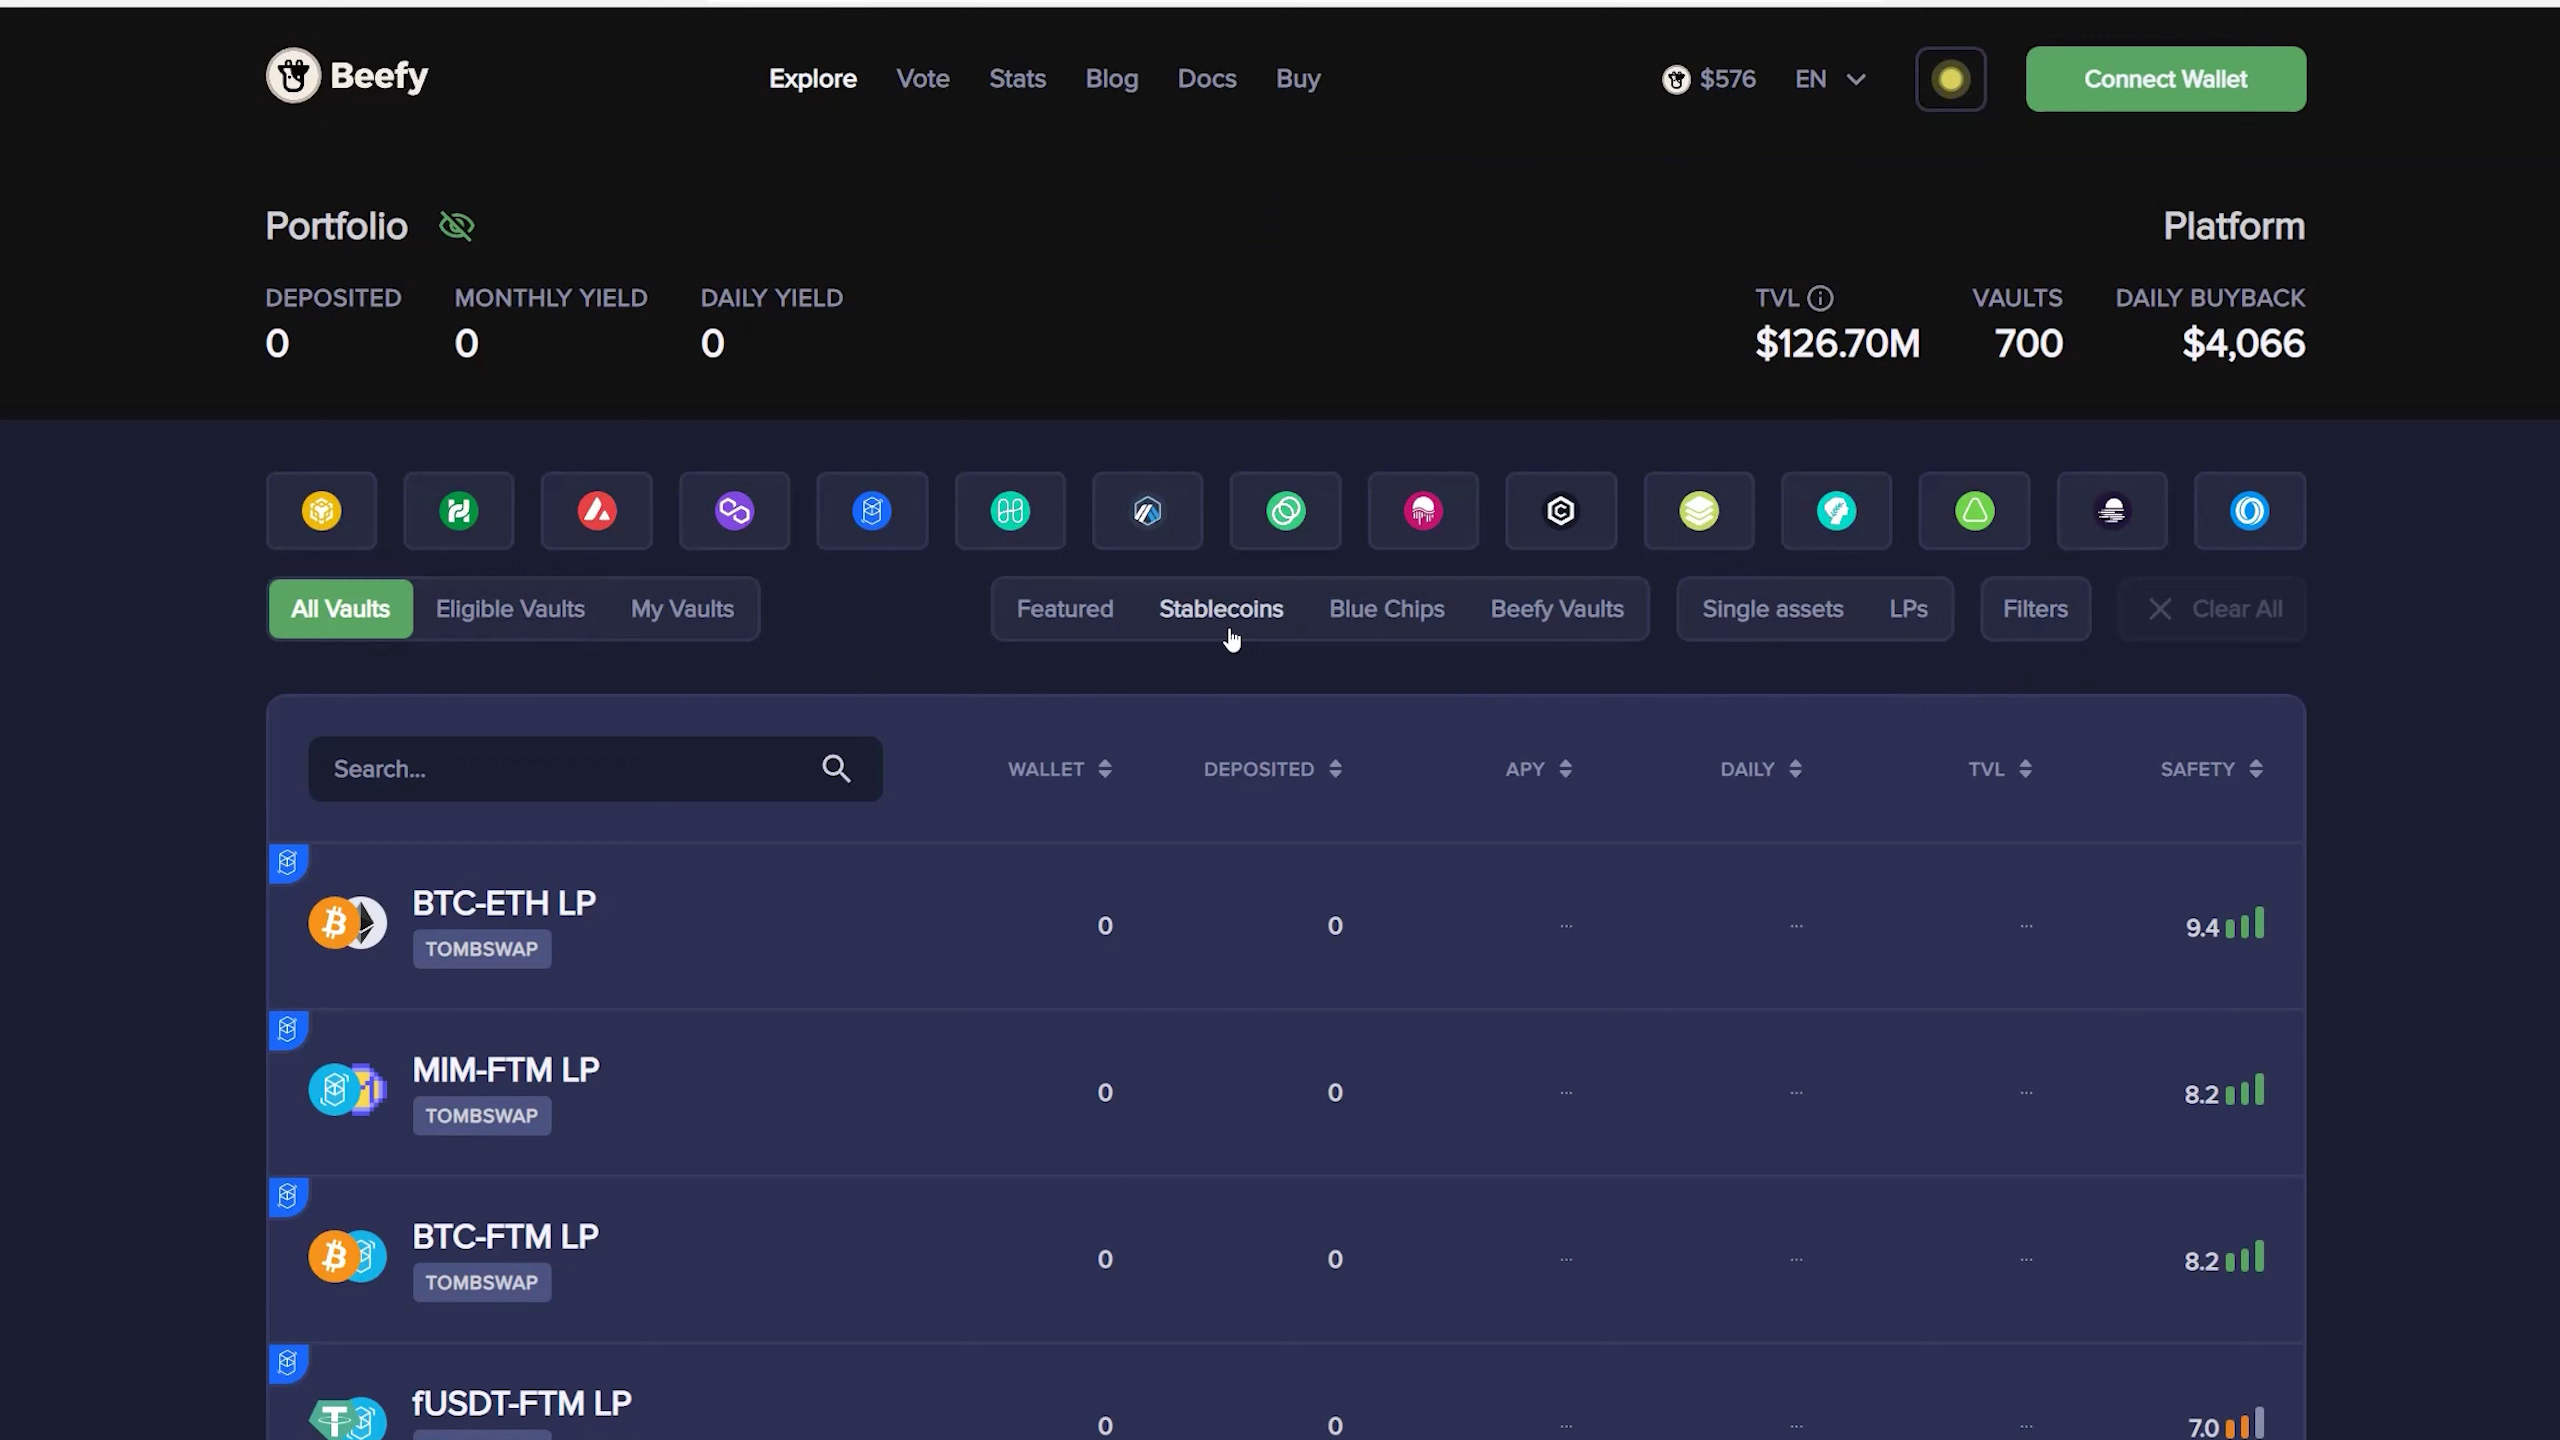 Beefy
Explore Vote Stats Blog Docs Buy
$576 EN Connect Wallet
Portfolio Platform
DEPOSITED MONTHLY YIELD DAILY YIELD TVL VAULTS DAILY BUYBACK
0 0 0 $126.70M 700 $4,066
All Vaults Eligible Vaults My Vaults Featured Stablecoins Blue Chips Beefy Vaults Single assets LPs Filters Clear All
Search... WALLET DEPOSITED APY DAILY TVL SAFETY
BTC-ETH LP
TOMBSWAP
0 0 ... ... ... 9.4
MIM-FTM LP
TOMBSWAP
0 0 ... ... ... 8.2
BTC-FTM LP
TOMBSWAP
0 0 ... ... ... 8.2
fUSDT-FTM LP
0 0 ... ... ... 7.0